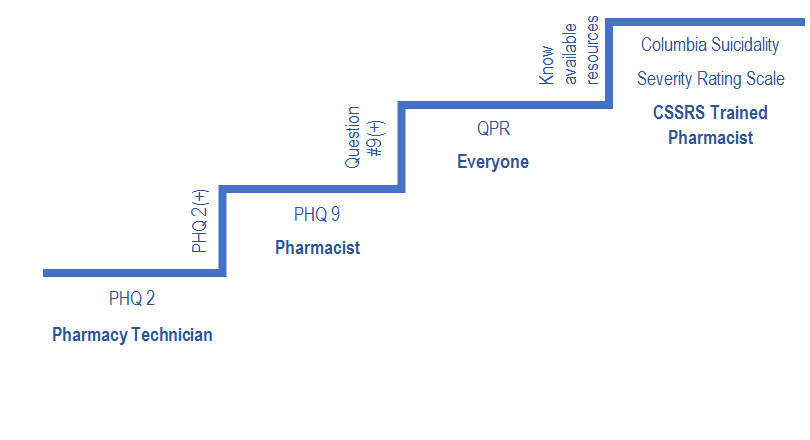 PHQ 2
Pharmacy Technician
PHQ 2(+)
PHQ 9
Pharmacist
Question
#9(+)
QPR
Everyone
Know
available
resources
Columbia Suicidality
Severity Rating Scale
CSSRS Trained
Pharmacist